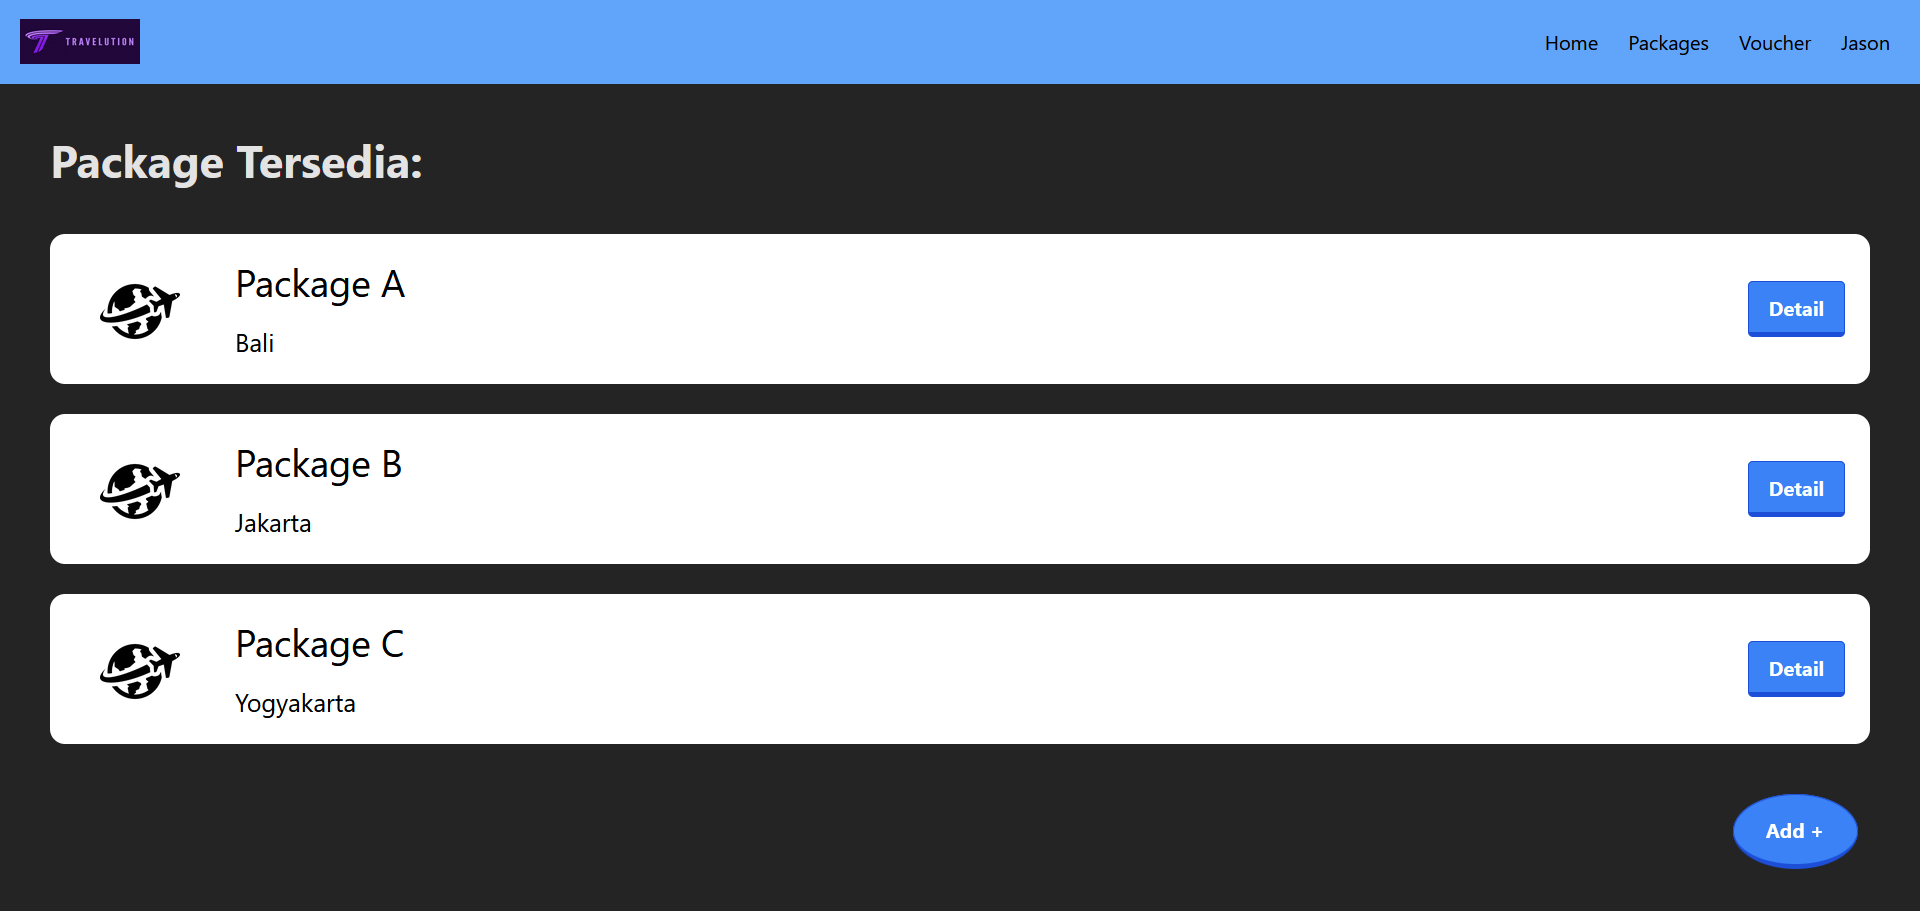 TRAVELUTION
Home Packages Voucher Jason
Package Tersedia:
Package A
Bali
Detail
Package B
Jakarta
Detail
Package C
Yogyakarta
Detail
Add +